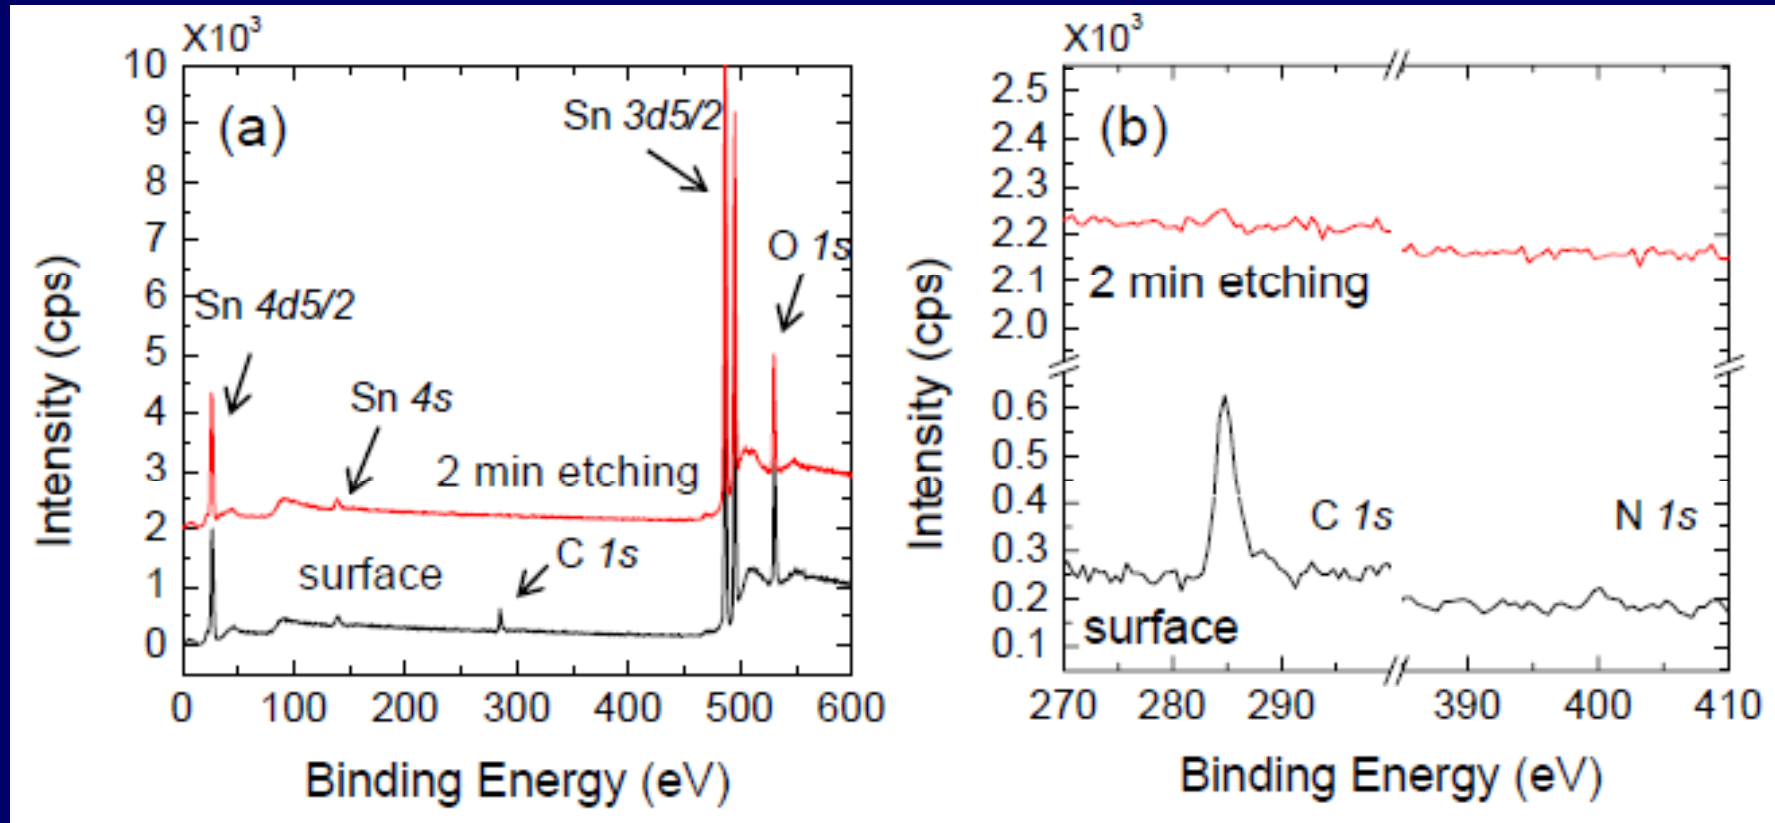 X10³
10
9
8
7
6
5
4
3
2
1
0
(a)
Sn 3d5/2
O 1s
Sn 4d5/2
Sn 4s
2 min etching
C 1s
surface
0 100 200 300 400 500 600
Binding Energy (eV)
Intensity (cps)
X10³
2.5
2.4
2.3
2.2
2.1
2.0
0.6
0.5
0.4
0.3
0.2
0.1
(b)
2 min etching
C 1s
N 1s
surface
270 280 290 390 400 410
Binding Energy (eV)
Intensity (cps)